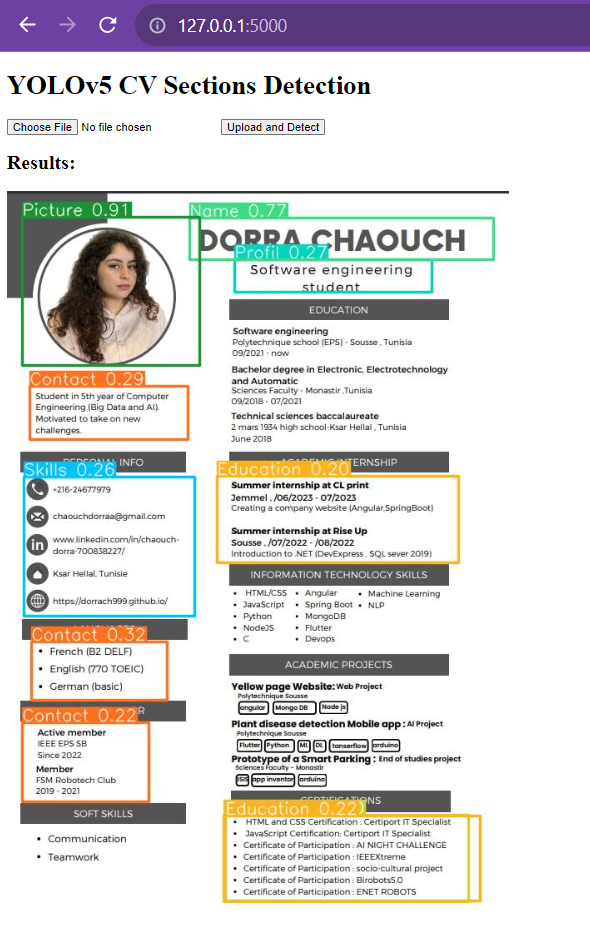 127.0.0.1:5000
YOLOv5 CV Sections Detection
Choose File No file chosen Upload and Detect
Results:
Picture 0.91
Name 0.77
DORRA CHAOUCH
Profil 0.27
Software engineering
student
Contact 0.29
Student in 5th year of Computer
Engineering (Big Data and AI).
Motivated to take on new
challenges.
PERSONAL INFO
Skills 0.26
+216-24677979
chaouchdorraa@gmail.com
www.linkedin.com/in/chaouch-
dorra-700838227/
Ksar Hellal, Tunisie
https://dorrach999.github.io/
Contact 0.32
French (B2 DELF)
English (770 TOEIC)
German (basic)
Contact 0.22
Active member
IEEE EPS SB
Since 2022
Member
FSM Robotech Club
2019 - 2021
SOFT SKILLS
Communication
Teamwork
EDUCATION
Software engineering
Polytechnique school (EPS) - Sousse , Tunisia
09/2021 - now
Bachelor degree in Electronic, Electrotechnology
and Automatic
Sciences Faculty - Monastir ,Tunisia
09/2018 - 07/2021
Technical sciences baccalaureate
2 mars 1934 high school-Ksar Hellal , Tunisia
June 2018
ACADEMIC INTERNSHIP
Education 0.20
Summer internship at CL print
Jemmel , /06/2023 - 07/2023
Creating a company website (Angular,SpringBoot)
Summer internship at Rise Up
Sousse , /07/2022 - /08/2022
Introduction to .NET (DevExpress , SQL sever 2019)
INFORMATION TECHNOLOGY SKILLS
HTML/CSS
JavaScript
Python
NodeJS
C
Angular
Spring Boot
MongoDB
Flutter
Devops
Machine Learning
NLP
ACADEMIC PROJECTS
Yellow page Website: Web Project
Polytechnique Sousse
angular Mongo DB Node js
Plant disease detection Mobile app : AI Project
Polytechnique Sousse
Flutter Python ML DL tanserflow arduino
Prototype of a Smart Parking : End of studies project
Sciences Faculty - Monastir
ISIS app inventor arduino
CERTIFICATIONS
Education 0.22
HTML and CSS Certification : Certiport IT Specialist
JavaScript Certification: Certiport IT Specialist
Certificate of Participation : AI NIGHT CHALLENGE
Certificate of Participation : IEEEXtreme
Certificate of Participation : socio-cultural project
Certificate of Participation : Birobots5.0
Certificate of Participation : ENET ROBOTS